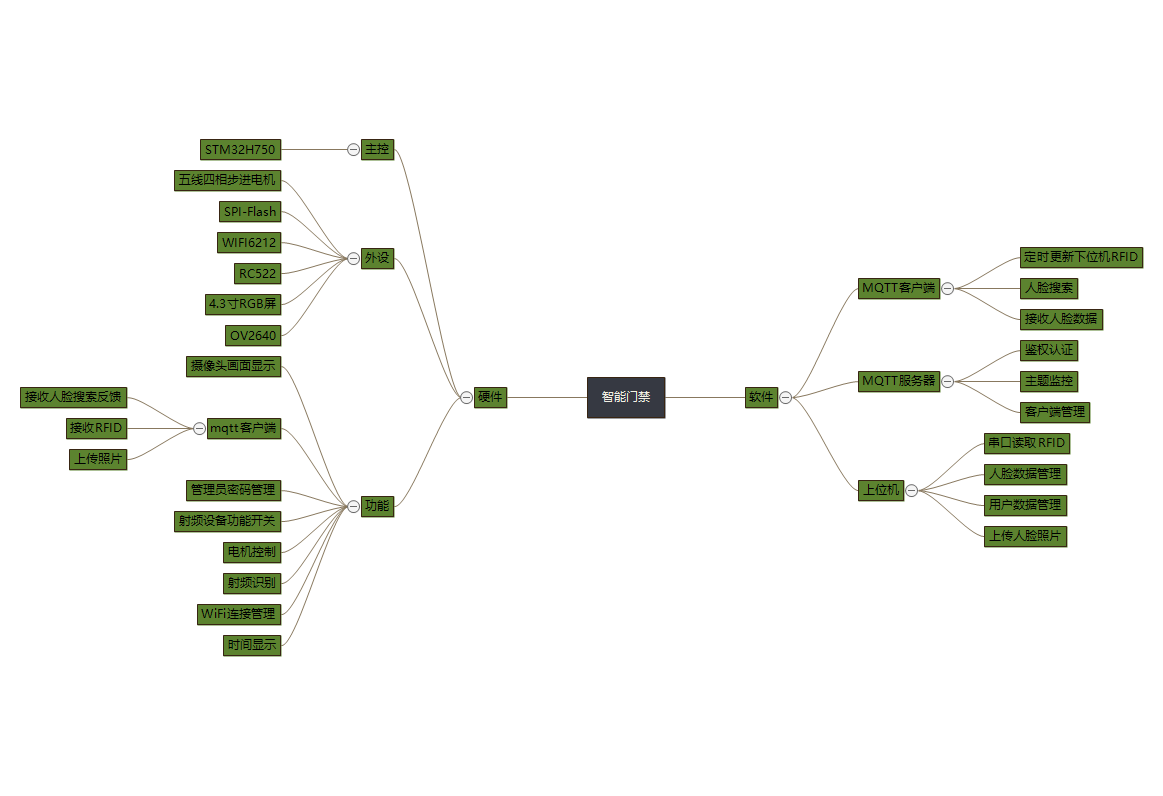 智能门禁
硬件
主控
STM32H750
外设
五线四相步进电机
SPI-Flash
WIFI6212
RC522
4.3寸RGB屏
OV2640
功能
摄像头画面显示
mqtt客户端
接收人脸搜索反馈
接收RFID
上传照片
管理员密码管理
射频设备功能开关
电机控制
射频识别
WiFi连接管理
时间显示
软件
MQTT客户端
定时更新下位机RFID
人脸搜索
接收人脸数据
MQTT服务器
鉴权认证
主题监控
客户端管理
上位机
串口读取RFID
人脸数据管理
用户数据管理
上传人脸照片